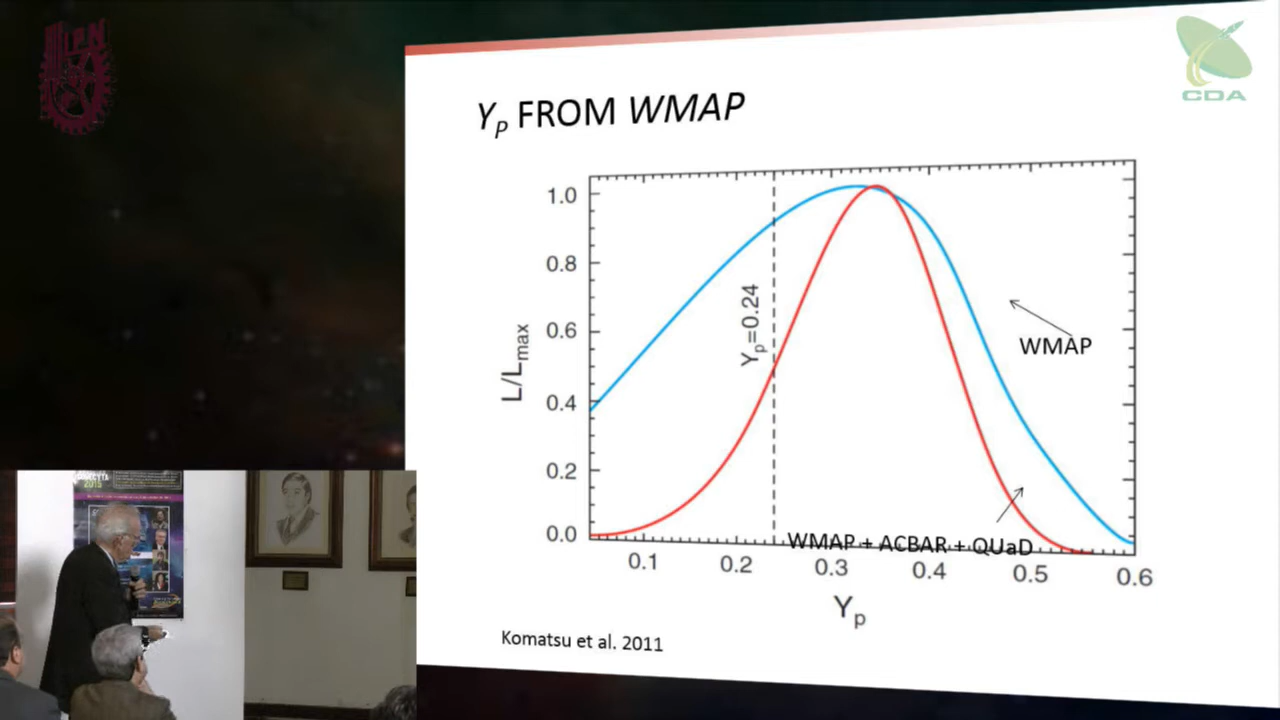 IPN
CDA
Y_P FROM WMAP
1.0
0.8
0.6
0.4
0.2
0.0
L/L_max
Y_p=0.24
WMAP
WMAP + ACBAR + QUaD
0.1 0.2 0.3 0.4 0.5 0.6
Y_p
Komatsu et al. 2011
2015